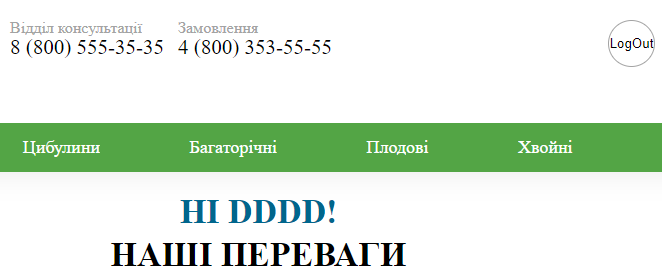 Відділ консультації Замовлення
8 (800) 555-35-35 4 (800) 353-55-55
LogOut
Цибулини Багаторічні Плодові Хвойні
HI DDDD!
НАШІ ПЕРЕВАГИ